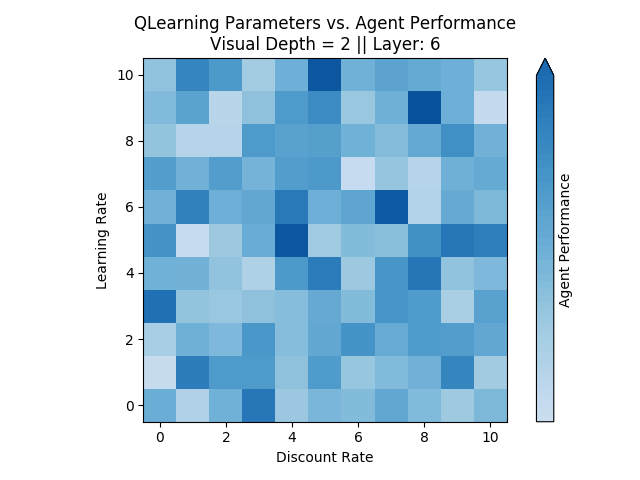 QLearning Parameters vs. Agent Performance
Visual Depth = 2 || Layer: 6
10
8
6
4
2
0
Learning Rate
0 2 4 6 8 10
Discount Rate
Agent Performance